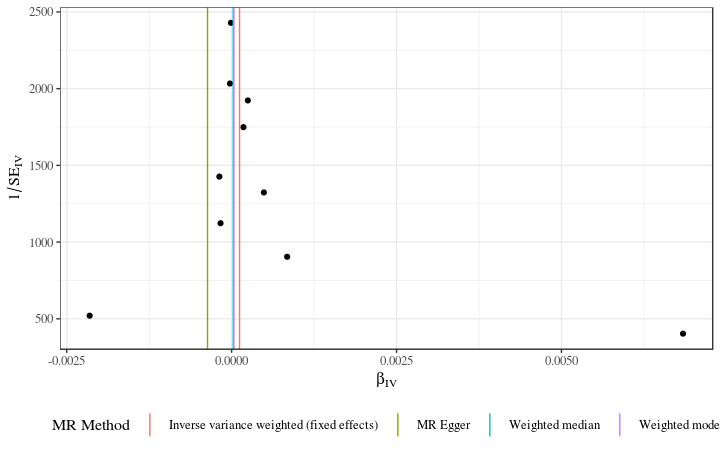 2500
2000
1500
1000
500
1/SE_IV
-0.0025 0.0000 0.0025 0.0050
β_IV
MR Method Inverse variance weighted (fixed effects) MR Egger Weighted median Weighted mode